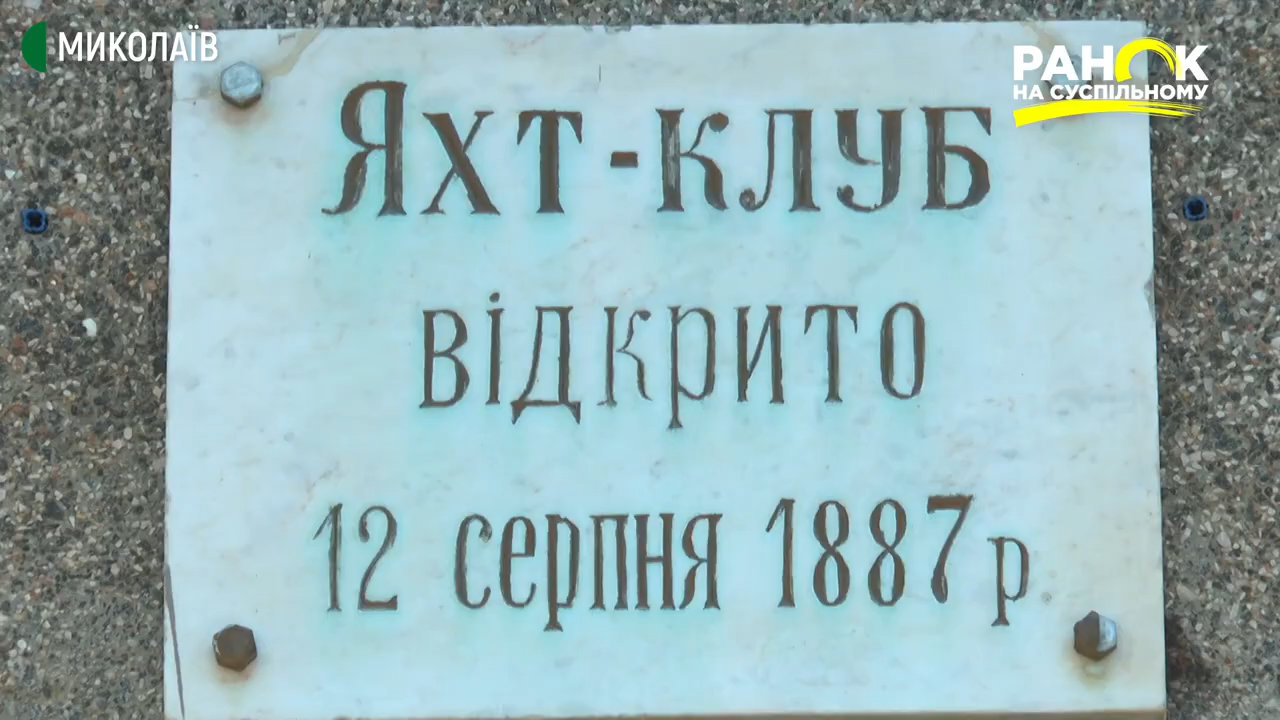 МИКОЛАЇВ
РАНОК
НА СУСПІЛЬНОМУ
Яхт-клуб
відкрито
12 серпня 1887 р